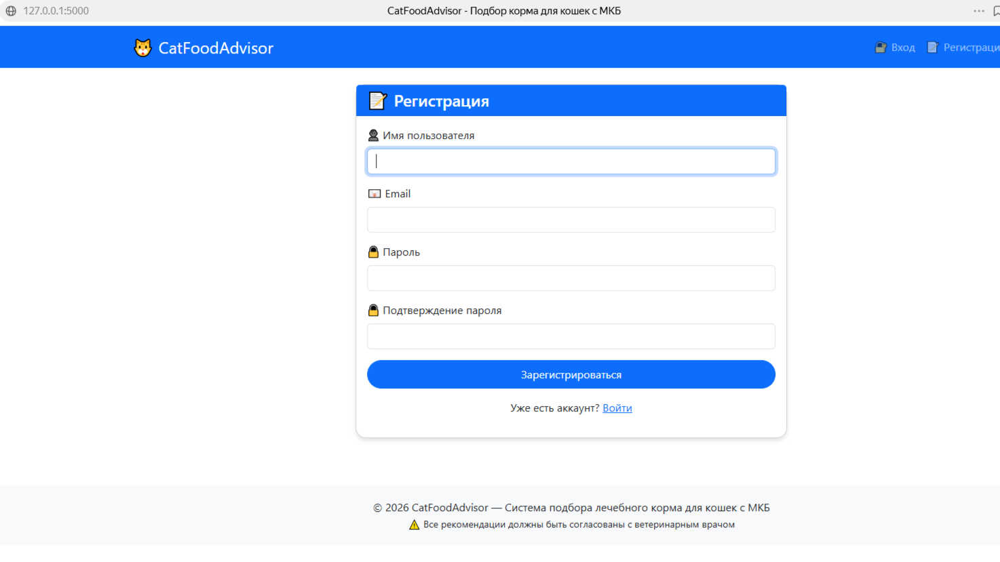 127.0.0.1:5000
CatFoodAdvisor - Подбор корма для кошек с МКБ
CatFoodAdvisor
Вход
Регистраци
Регистрация
Имя пользователя
Email
Пароль
Подтверждение пароля
Зарегистрироваться
Уже есть аккаунт? Войти
© 2026 CatFoodAdvisor — Система подбора лечебного корма для кошек с МКБ
Все рекомендации должны быть согласованы с ветеринарным врачом